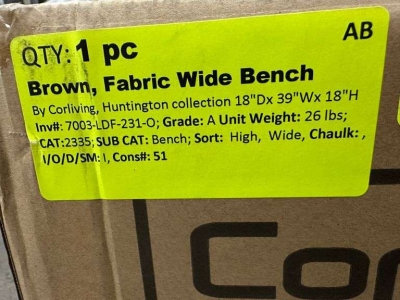 AB
QTY: 1 pc
Brown, Fabric Wide Bench
By Corliving, Huntington collection 18"Dx 39"Wx 18"H
Inv#: 7003-LDF-231-O; Grade: A Unit Weight: 26 lbs;
CAT:2335; SUB CAT: Bench; Sort: High, Wide, Chaulk: ,
I/O/D/SM: I, Cons#: 51
Cor